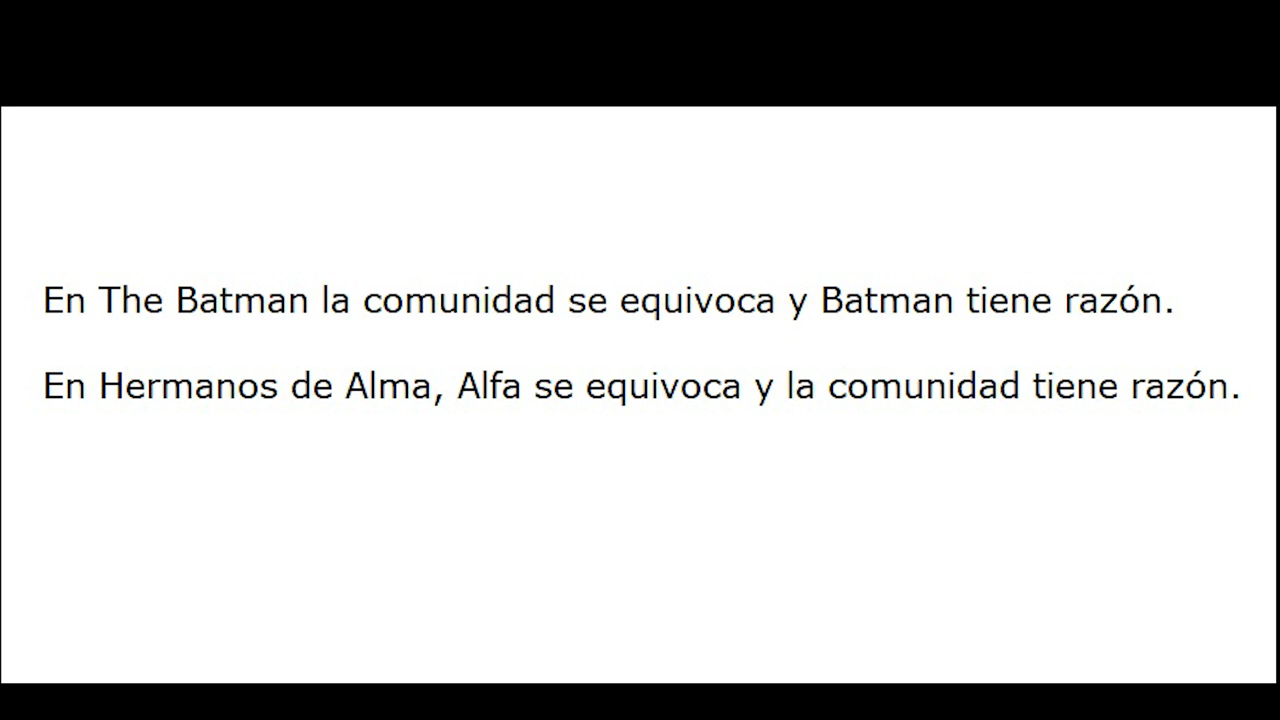 En The Batman la comunidad se equivoca y Batman tiene razón.
En Hermanos de Alma, Alfa se equivoca y la comunidad tiene razón.